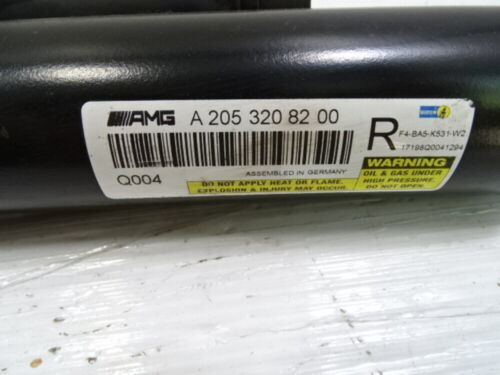 AMG A 205 320 82 00
R F4-BA5-K531-W2
17198Q0041294
Q004
ASSEMBLED IN GERMANY
DO NOT APPLY HEAT OR FLAME.
EXPLOSION & INJURY MAY OCCUR.
WARNING
OIL & GAS UNDER
HIGH PRESSURE.
DO NOT OPEN.